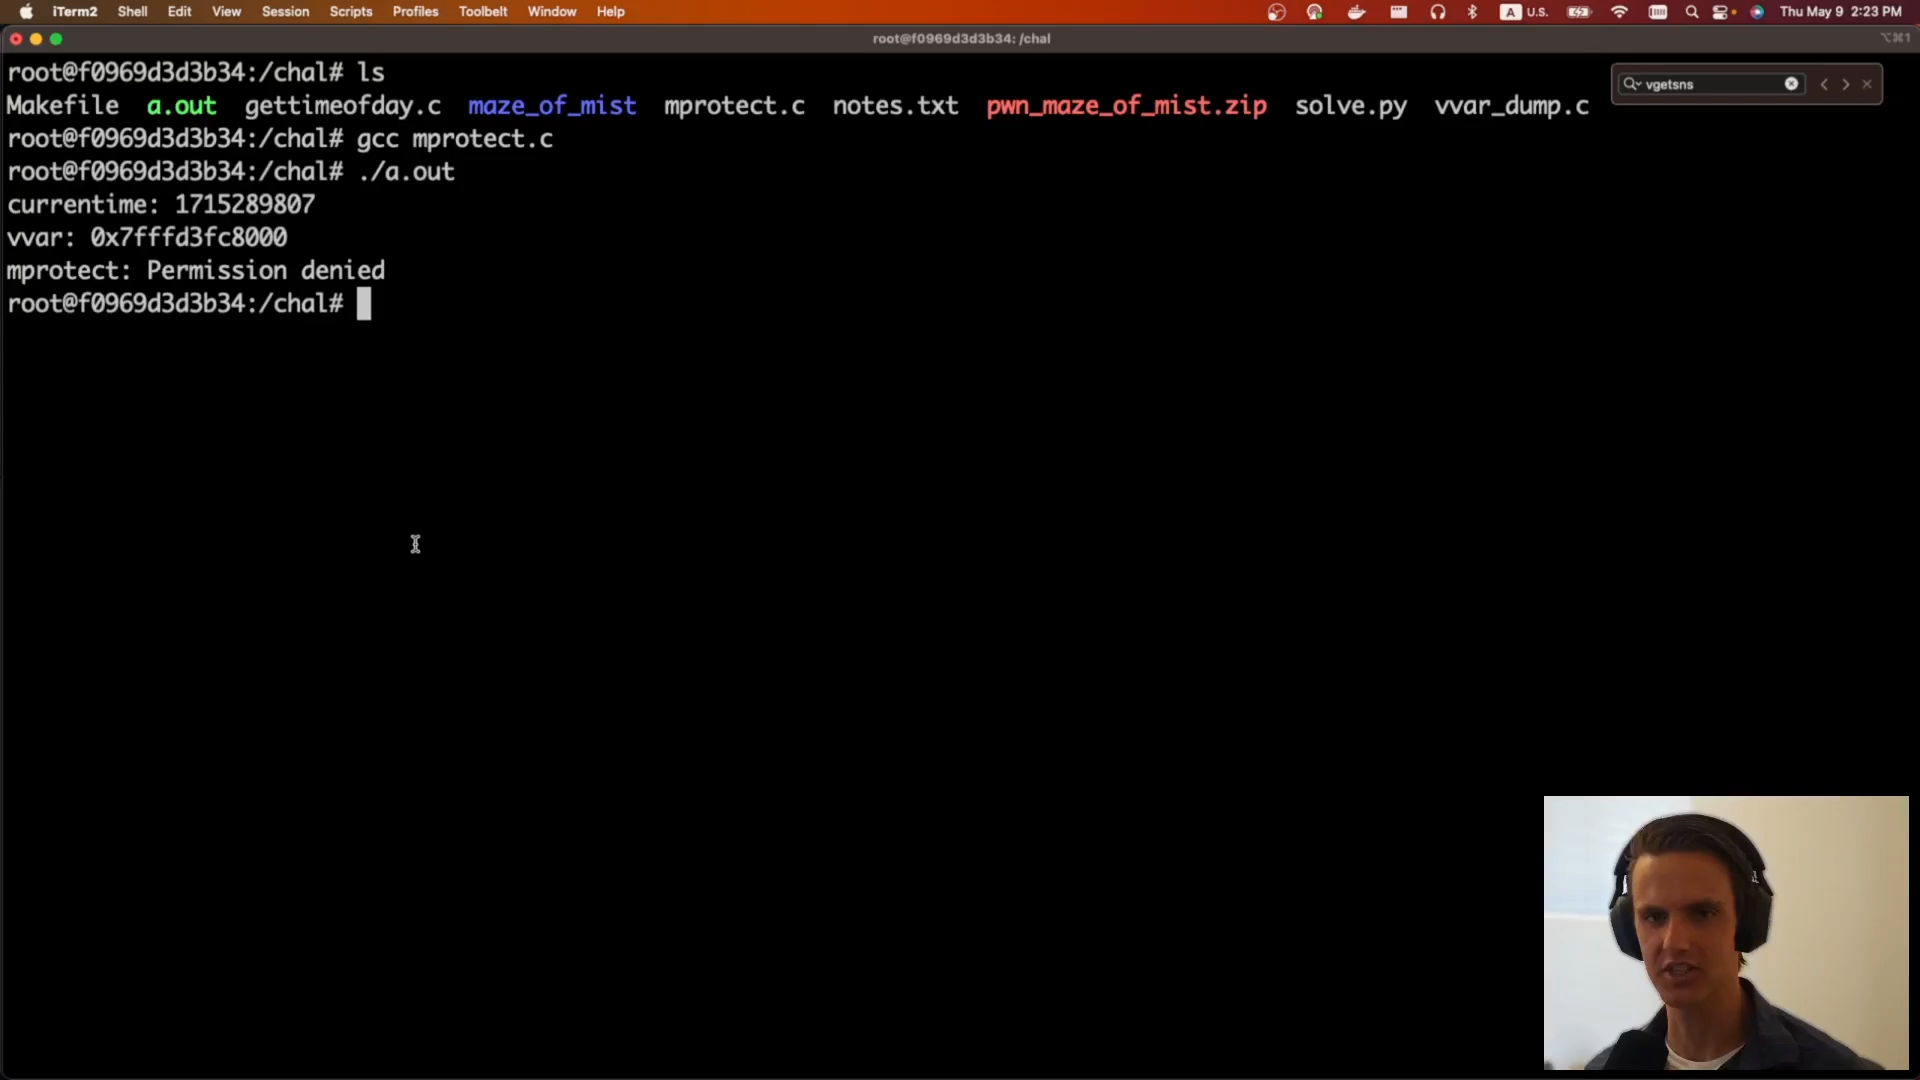 iTerm2 Shell Edit View Session Scripts Profiles Toolbelt Window Help A U.S. Thu May 9 2:23 PM
root@f0969d3d3b34: /chal ⌥⌘1
root@f0969d3d3b34:/chal# ls
vgetsns
Makefile a.out gettimeofday.c maze_of_mist mprotect.c notes.txt pwn_maze_of_mist.zip solve.py vvar_dump.c
root@f0969d3d3b34:/chal# gcc mprotect.c
root@f0969d3d3b34:/chal# ./a.out
currentime: 1715289807
vvar: 0x7fffd3fc8000
mprotect: Permission denied
root@f0969d3d3b34:/chal#